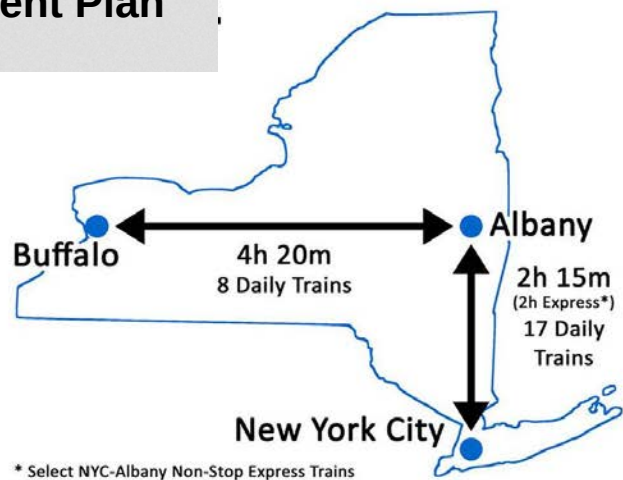 ent Plan
Buffalo
4h 20m
8 Daily Trains
Albany
2h 15m
(2h Express*)
17 Daily
Trains
New York City
* Select NYC-Albany Non-Stop Express Trains